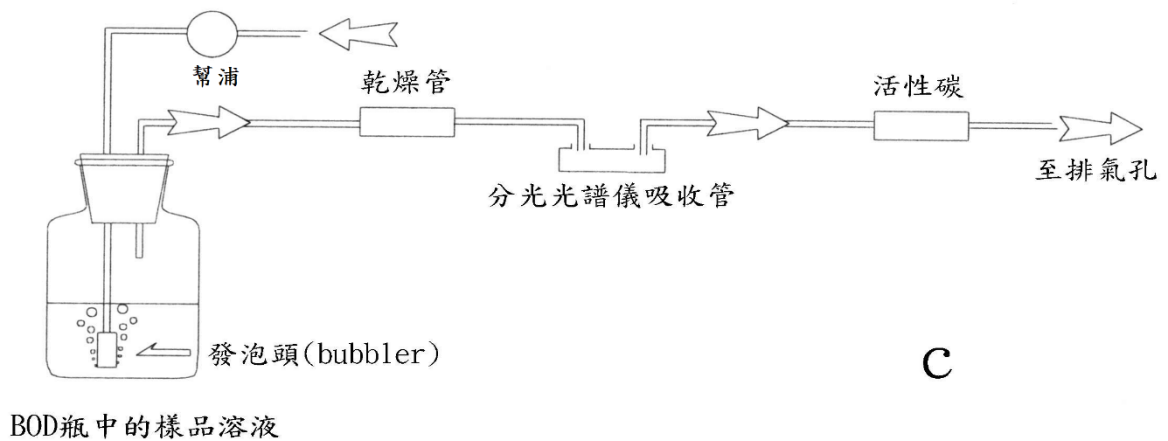 幫浦
乾燥管
活性碳
分光光譜儀吸收管
至排氣孔
發泡頭(bubbler)
C
BOD瓶中的樣品溶液